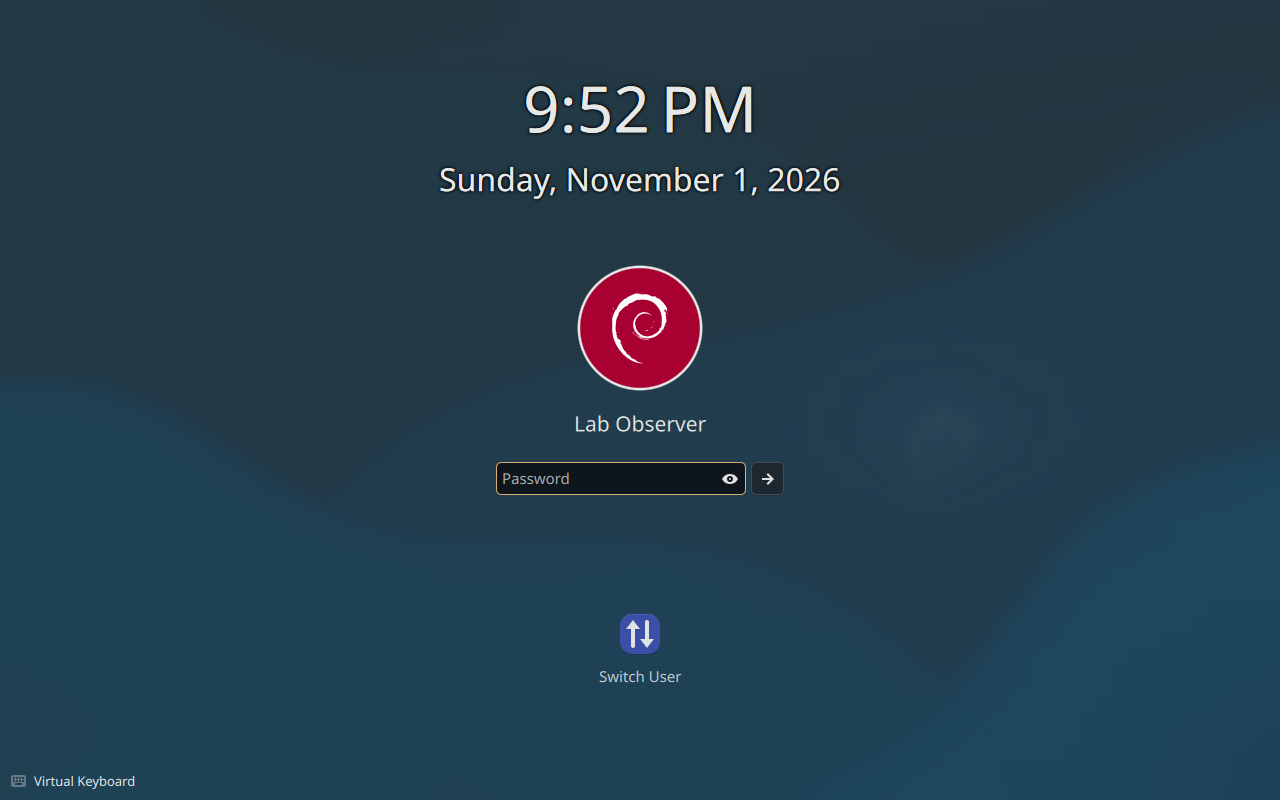 9:52 PM
Sunday, November 1, 2026
Lab Observer
Password
Switch User
Virtual Keyboard